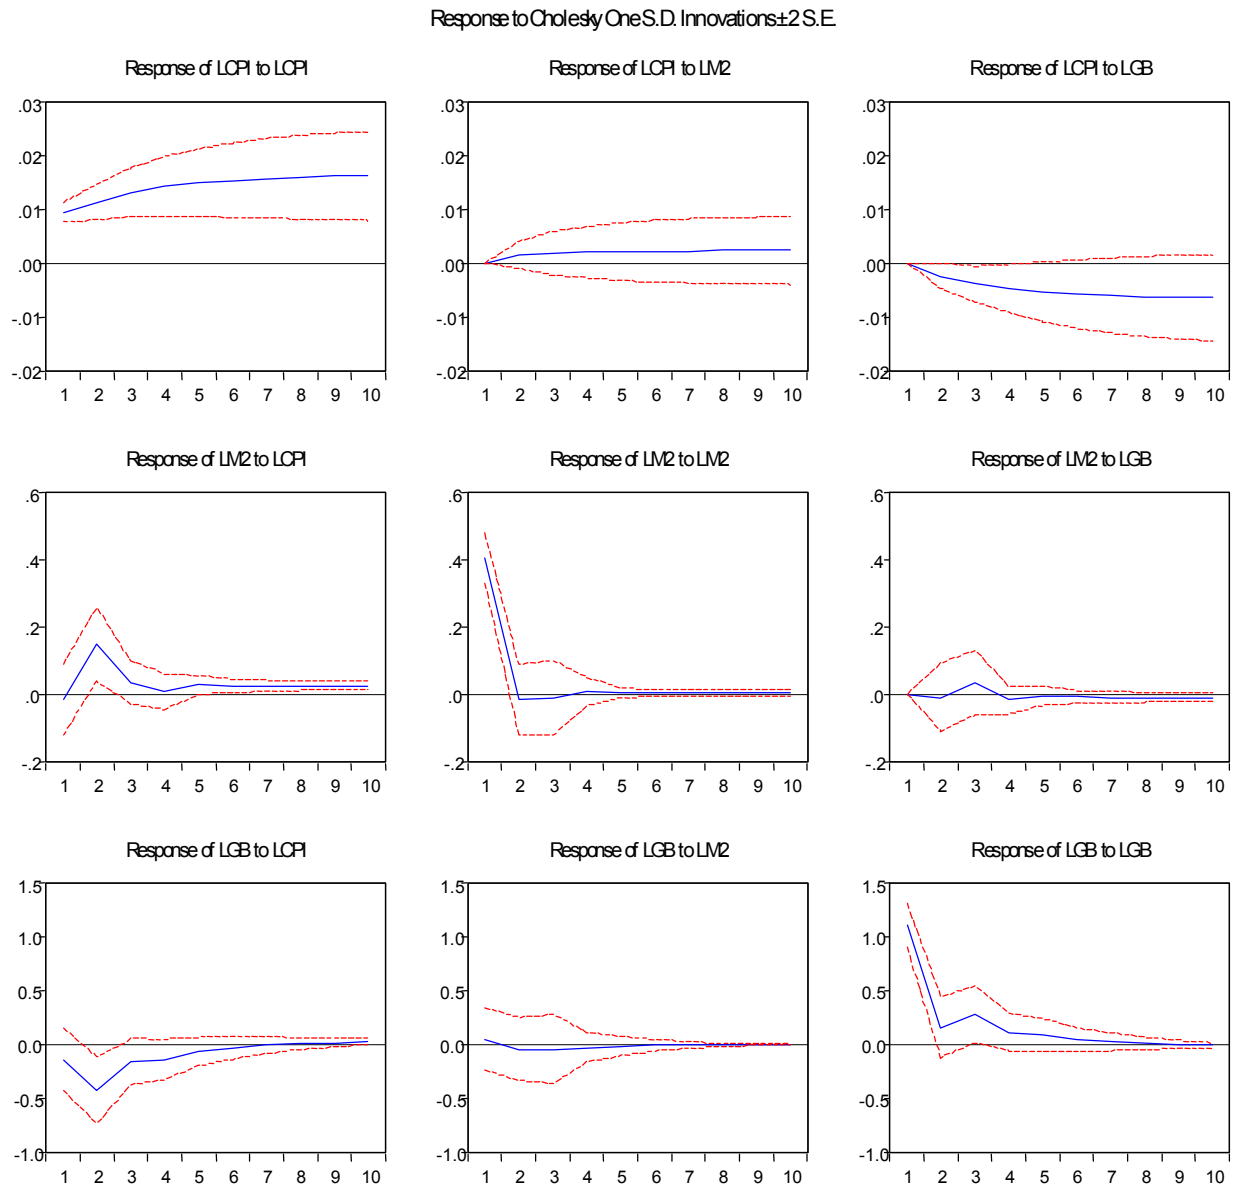 Response to Cholesky One S.D. Innovations ± 2 S.E.
Response of LCPI to LCPI
Response of LCPI to LM2
Response of LCPI to LGB
.03
.02
.01
.00
-.01
-.02
1 2 3 4 5 6 7 8 9 10
.03
.02
.01
.00
-.01
-.02
1 2 3 4 5 6 7 8 9 10
.03
.02
.01
.00
-.01
-.02
1 2 3 4 5 6 7 8 9 10
Response of LM2 to LCPI
Response of LM2 to LM2
Response of LM2 to LGB
.6
.4
.2
.0
-.2
1 2 3 4 5 6 7 8 9 10
.6
.4
.2
.0
-.2
1 2 3 4 5 6 7 8 9 10
.6
.4
.2
.0
-.2
1 2 3 4 5 6 7 8 9 10
Response of LGB to LCPI
Response of LGB to LM2
Response of LGB to LGB
1.5
1.0
0.5
0.0
-0.5
-1.0
1 2 3 4 5 6 7 8 9 10
1.5
1.0
0.5
0.0
-0.5
-1.0
1 2 3 4 5 6 7 8 9 10
1.5
1.0
0.5
0.0
-0.5
-1.0
1 2 3 4 5 6 7 8 9 10